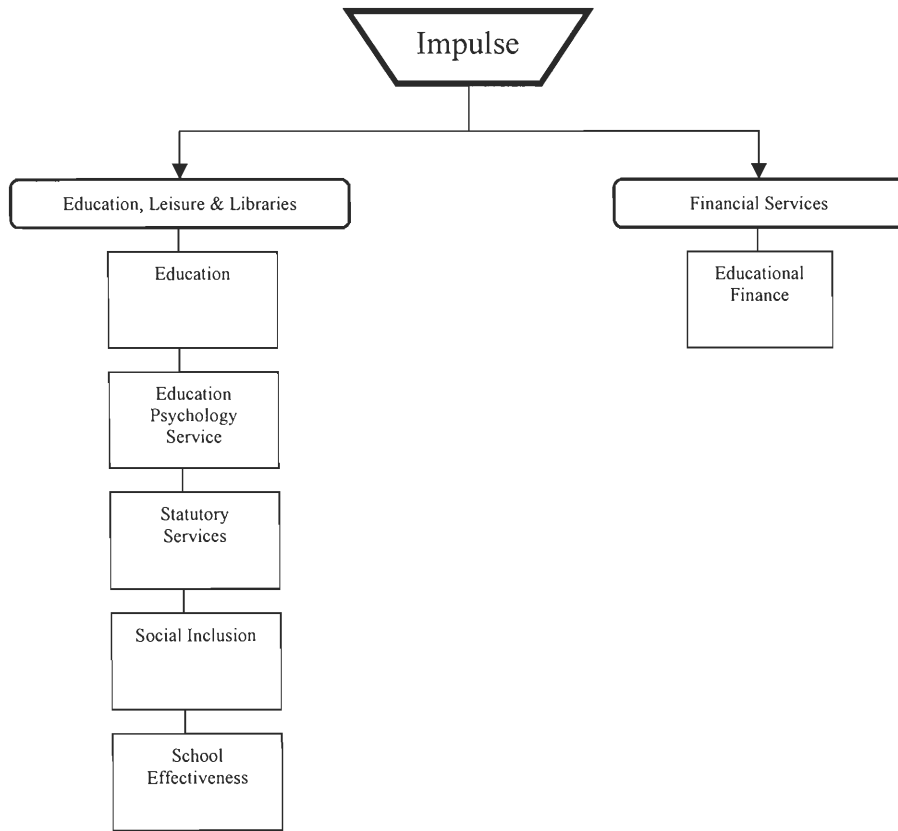 Impulse
Education, Leisure & Libraries
Financial Services
Education
Educational
Finance
Education
Psychology
Service
Statutory
Services
Social Inclusion
School
Effectiveness